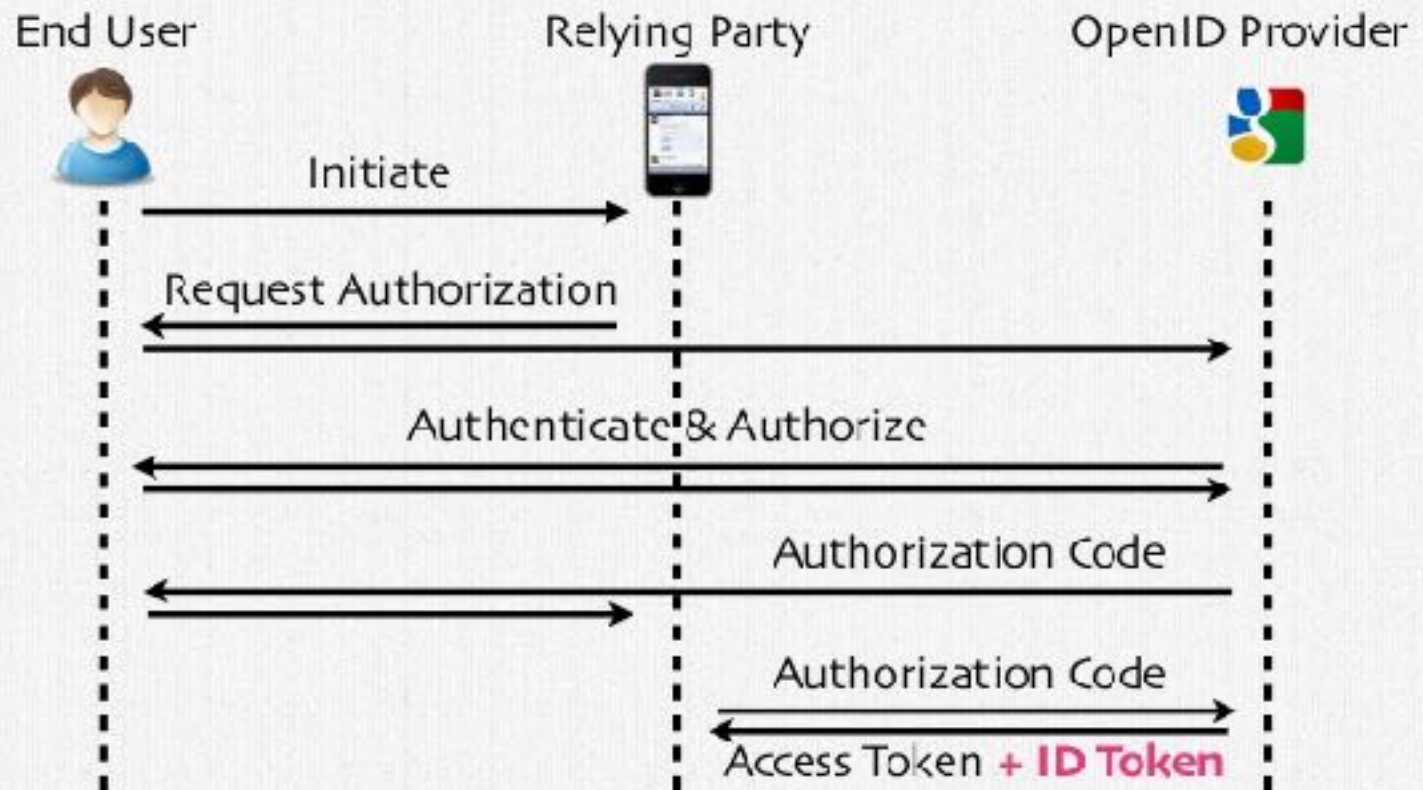 End User
Relying Party
OpenID Provider
Initiate
Request Authorization
Authenticate & Authorize
Authorization Code
Authorization Code
Access Token + ID Token